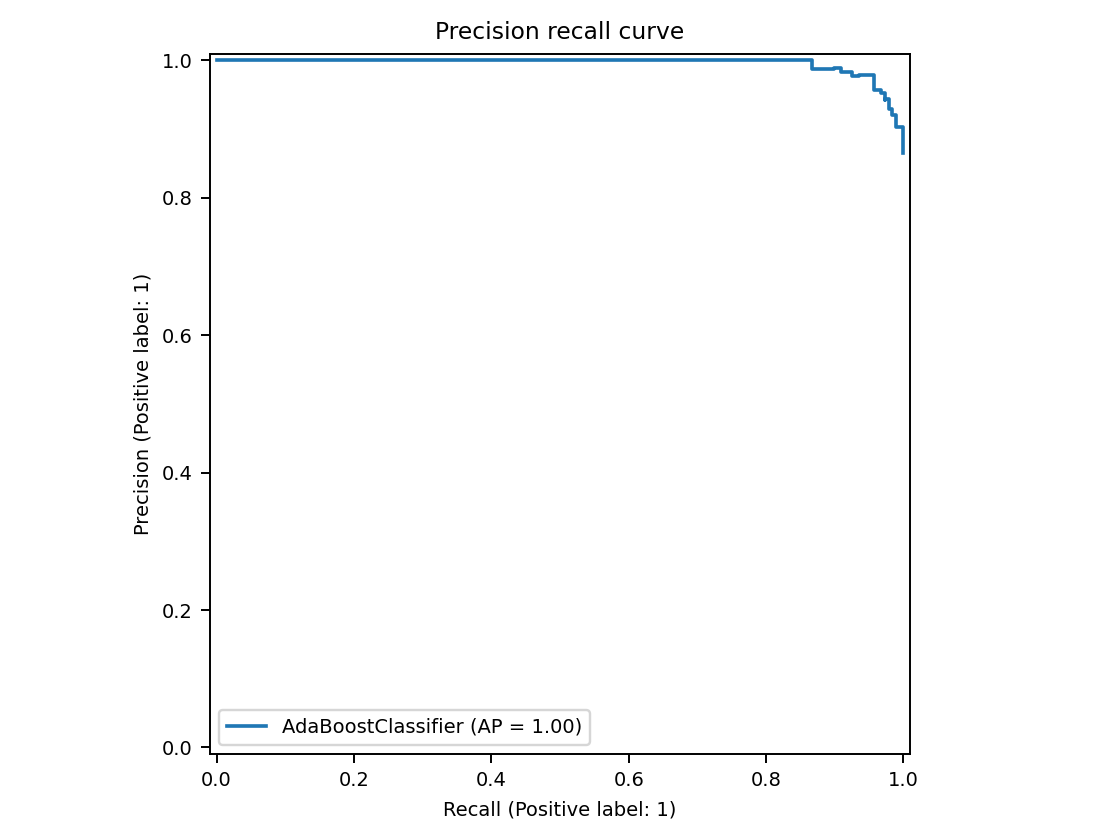 Precision recall curve
1.0
0.8
0.6
0.4
0.2
0.0
Precision (Positive label: 1)
AdaBoostClassifier (AP = 1.00)
0.0 0.2 0.4 0.6 0.8 1.0
Recall (Positive label: 1)